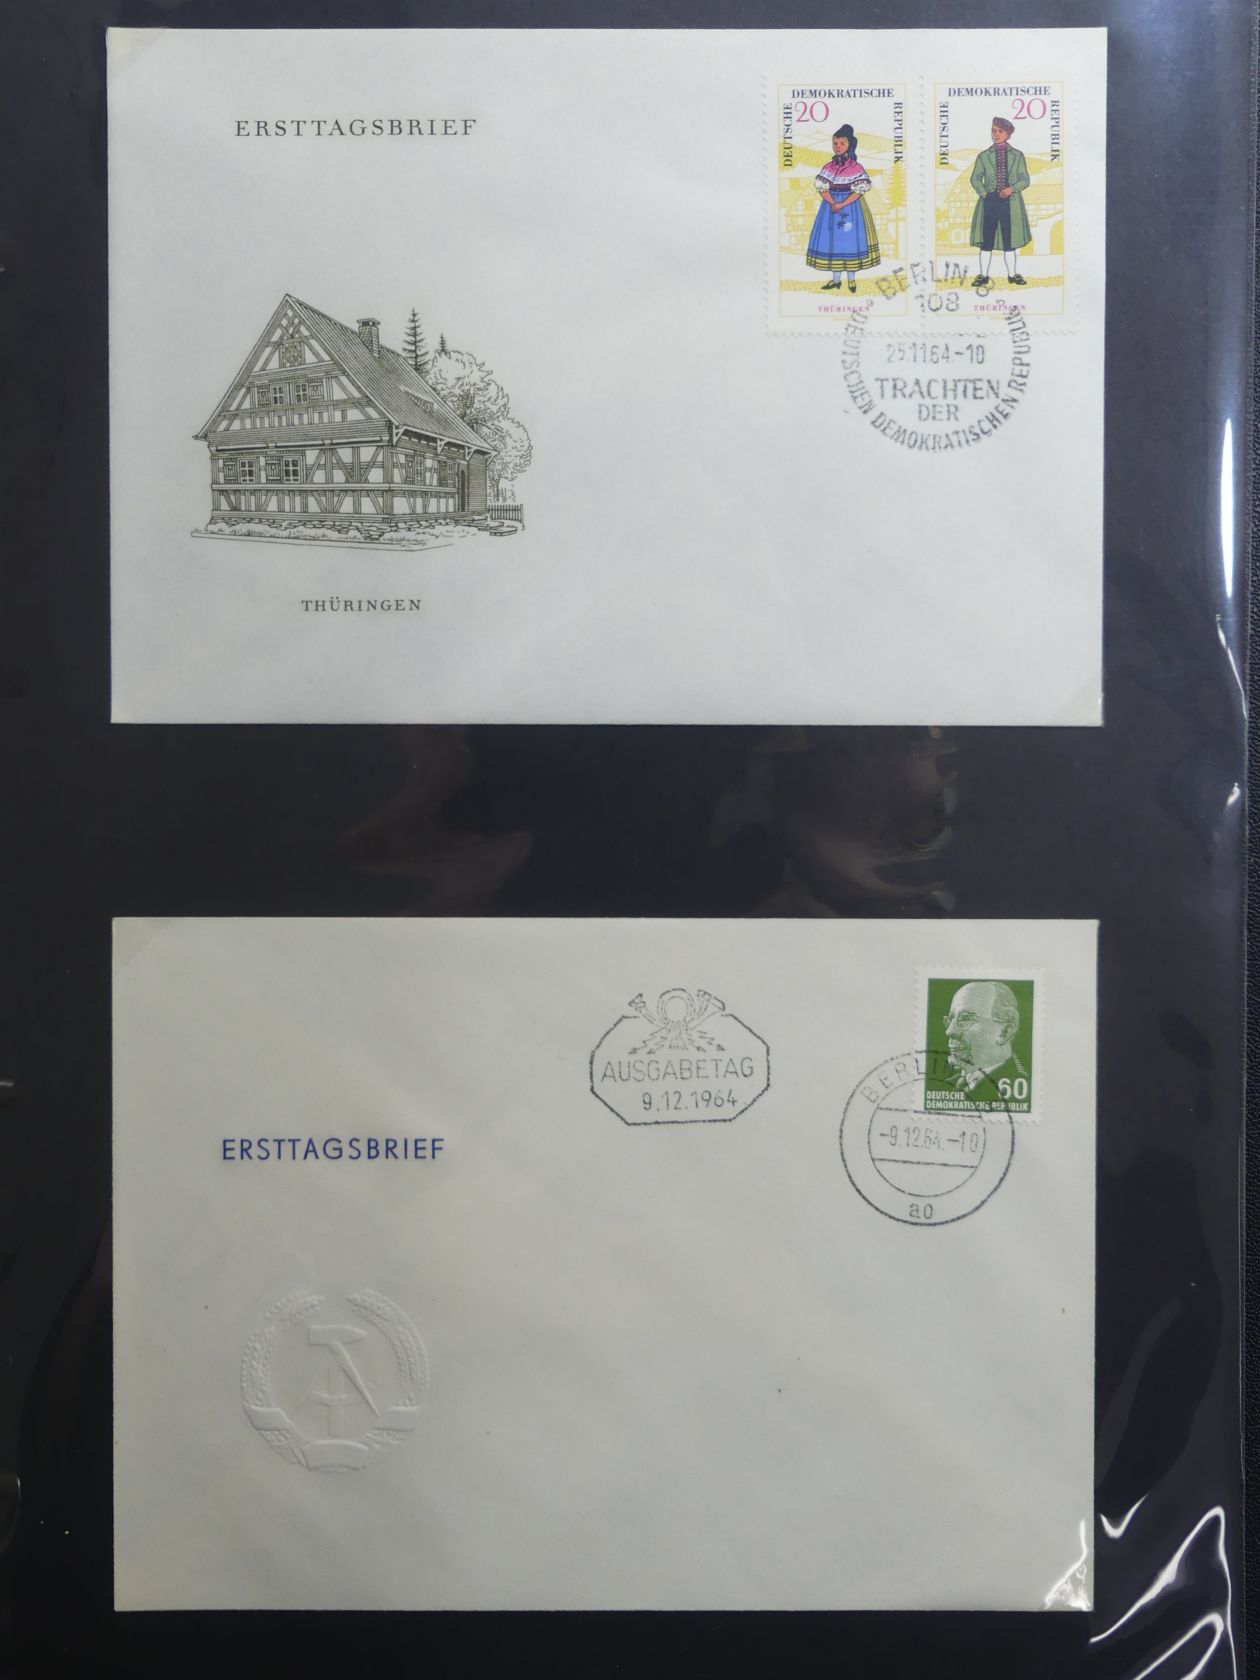 ERSTTAGSBRIEF
DEUTSCHE DEMOKRATISCHE REPUBLIK
20
THÜRINGEN
DEUTSCHE DEMOKRATISCHE REPUBLIK
20
THÜRINGEN
BERLIN 8
108
25.11.64.-10
TRACHTEN
DER
DEUTSCHEN DEMOKRATISCHEN REPUBLIK
THÜRINGEN
AUSGABETAG
9.12.1964
60
DEUTSCHE
DEMOKRATISCHE REPUBLIK
BERLIN
-9.12.64.-10
ao
ERSTTAGSBRIEF